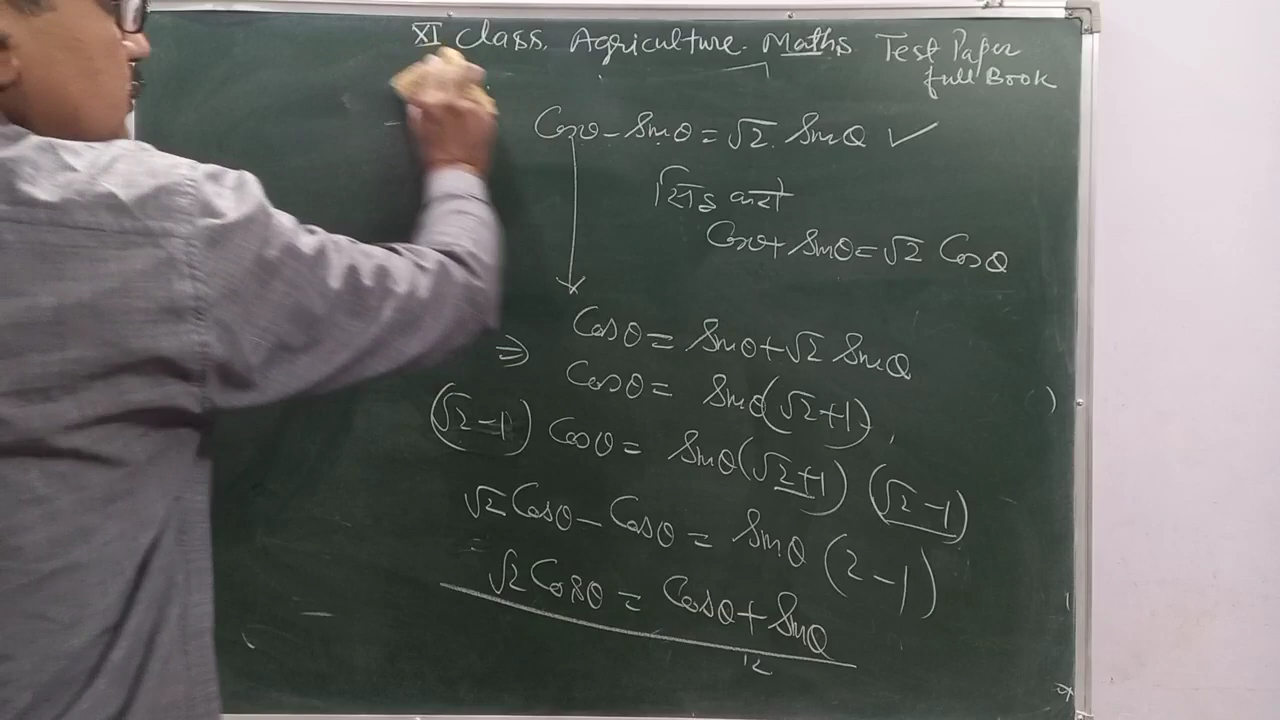 XI Class. Agriculture. Maths Test Paper
full Book
Cosθ - Sinθ = √2. Sinθ ✓
सिद्ध करो
Cosθ + Sinθ = √2 Cosθ
Cosθ = Sinθ + √2 Sinθ
⇒ Cosθ = Sinθ(√2+1)
(√2-1) Cosθ = Sinθ(√2+1) (√2-1)
√2 Cosθ - Cosθ = Sinθ (2-1)
√2 Cosθ = Cosθ + Sinθ